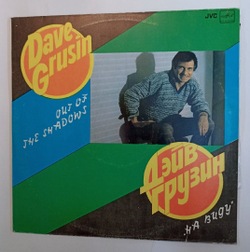 JVC
Dave
Grusin
OUT OF
THE SHADOWS
Дэйв
Грузин
„НА ВИДУ”